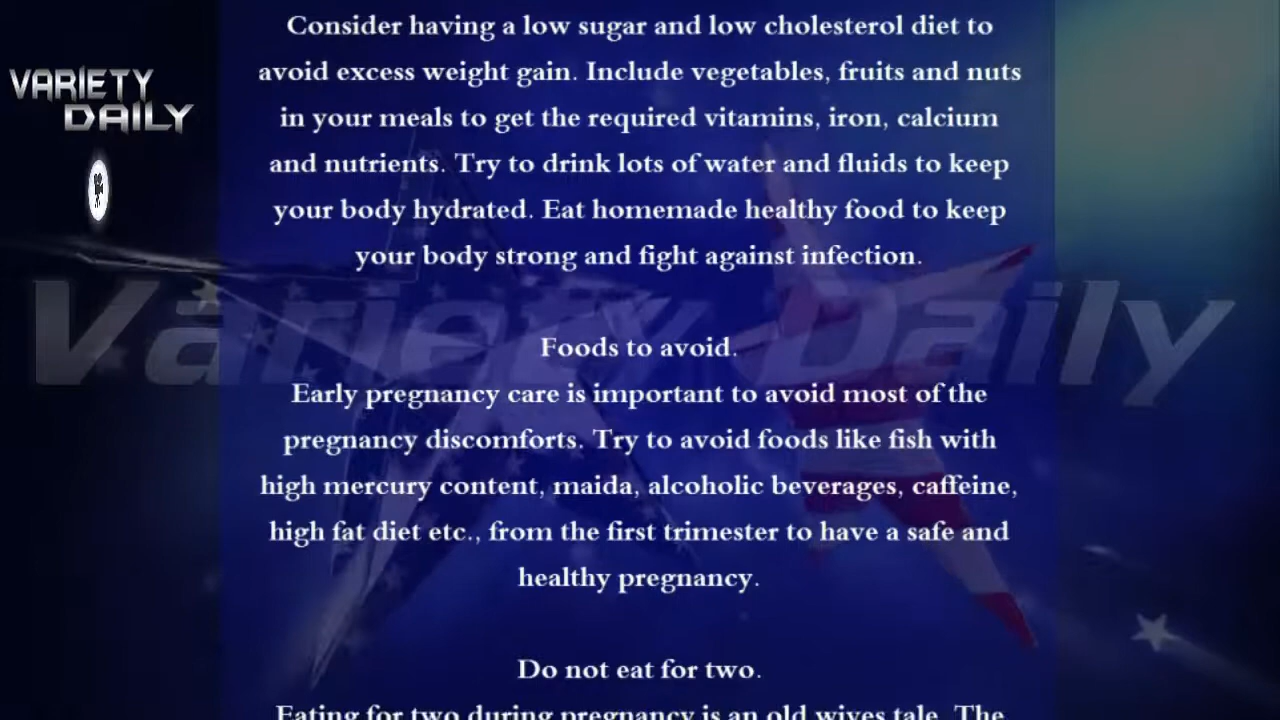 VARIETY
DAILY
Consider having a low sugar and low cholesterol diet to
avoid excess weight gain. Include vegetables, fruits and nuts
in your meals to get the required vitamins, iron, calcium
and nutrients. Try to drink lots of water and fluids to keep
your body hydrated. Eat homemade healthy food to keep
your body strong and fight against infection.
Variety Daily
Foods to avoid.
Early pregnancy care is important to avoid most of the
pregnancy discomforts. Try to avoid foods like fish with
high mercury content, maida, alcoholic beverages, caffeine,
high fat diet etc., from the first trimester to have a safe and
healthy pregnancy.
Do not eat for two.
Eating for two during pregnancy is an old wives tale. The